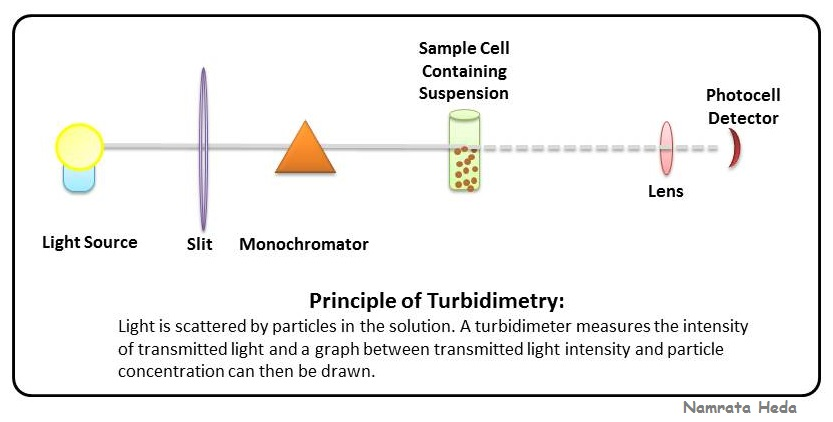 Sample Cell
Containing
Suspension
Photocell
Detector
Lens
Light Source
Slit
Monochromator
Principle of Turbidimetry:
Light is scattered by particles in the solution. A turbidimeter measures the intensity
of transmitted light and a graph between transmitted light intensity and particle
concentration can then be drawn.
Namrata Heda